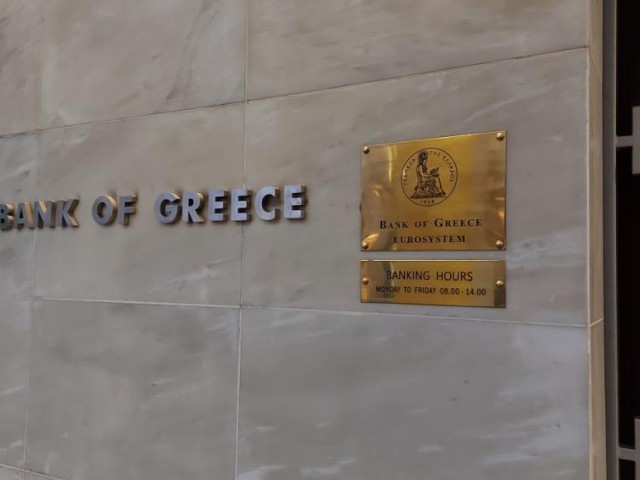 BANK OF GREECE
BANK OF GREECE
EUROSYSTEM
BANKING HOURS
MONDAY TO FRIDAY 08.00 - 14.00